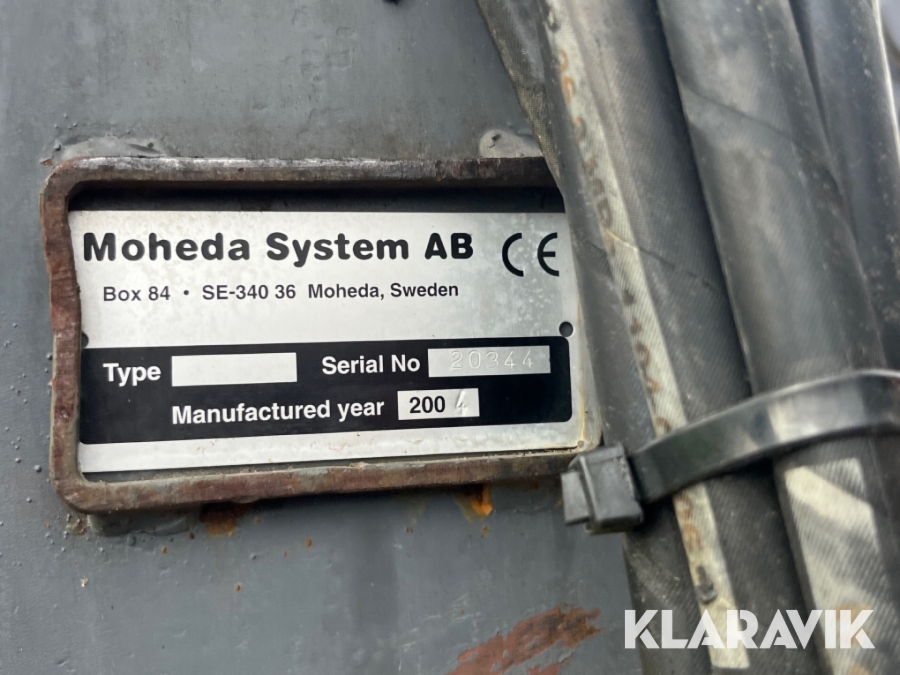 Moheda System AB CE
Box 84 • SE-340 36 Moheda, Sweden
Type Serial No 20344
Manufactured year 2004
KLARAVIK